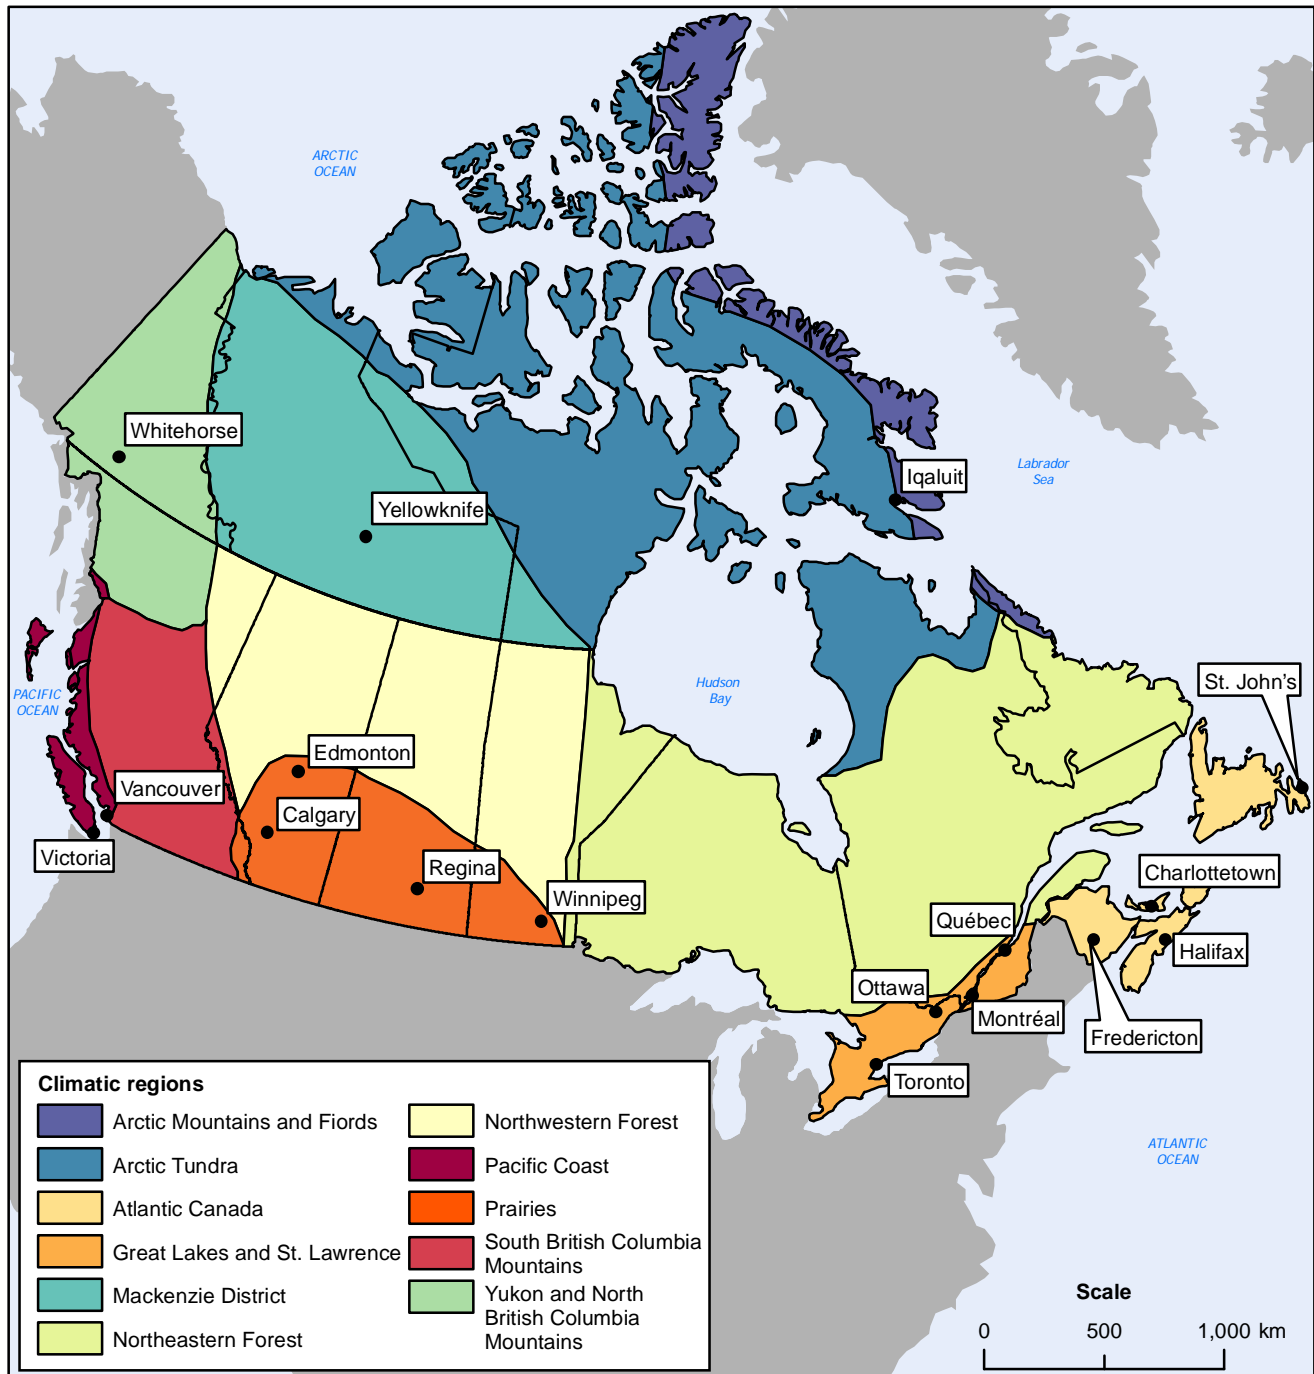 ARCTIC
OCEAN
Whitehorse
Iqaluit
Labrador
Sea
Yellowknife
St. John's
Hudson
Bay
PACIFIC
OCEAN
Edmonton
Vancouver
Calgary
Victoria
Regina
Charlottetown
Winnipeg
Québec
Halifax
Ottawa
Montréal
Fredericton
Toronto
Climatic regions
Arctic Mountains and Fiords
Arctic Tundra
Atlantic Canada
Great Lakes and St. Lawrence
Mackenzie District
Northeastern Forest
Northwestern Forest
Pacific Coast
Prairies
South British Columbia
Mountains
Yukon and North
British Columbia
Mountains
ATLANTIC
OCEAN
Scale
0 500 1,000 km